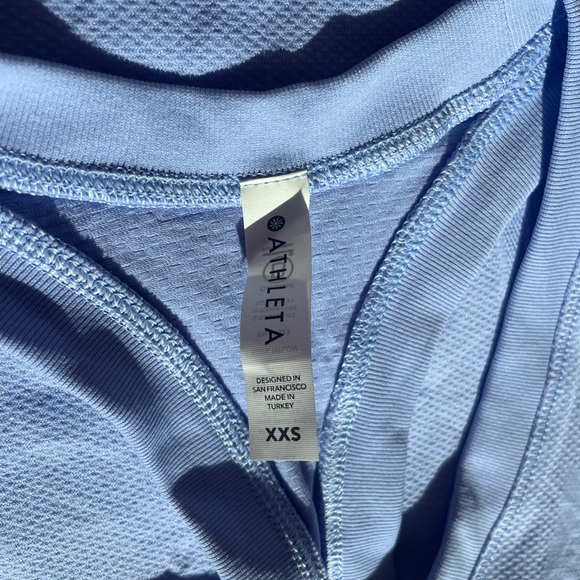 ATHLETA
DESIGNED IN
SAN FRANCISCO
MADE IN
TURKEY
XXS